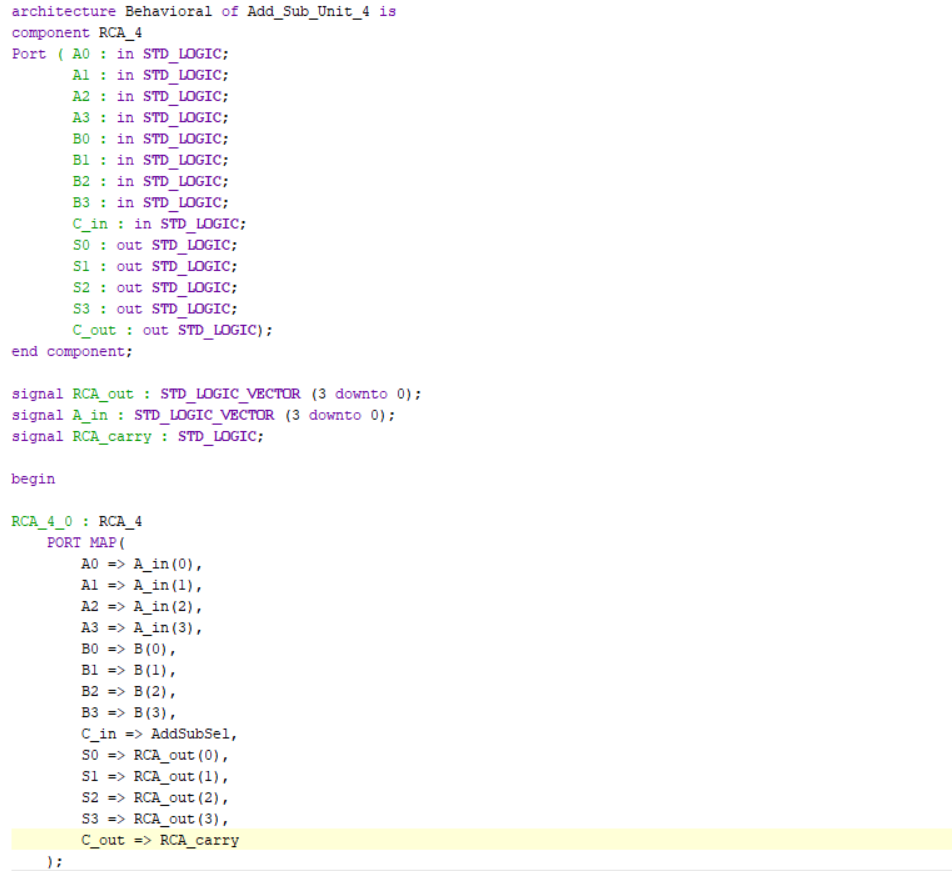 architecture Behavioral of Add_Sub_Unit_4 is
component RCA_4
Port ( A0 : in STD_LOGIC;
A1 : in STD_LOGIC;
A2 : in STD_LOGIC;
A3 : in STD_LOGIC;
B0 : in STD_LOGIC;
B1 : in STD_LOGIC;
B2 : in STD_LOGIC;
B3 : in STD_LOGIC;
C_in : in STD_LOGIC;
S0 : out STD_LOGIC;
S1 : out STD_LOGIC;
S2 : out STD_LOGIC;
S3 : out STD_LOGIC;
C_out : out STD_LOGIC);
end component;
signal RCA_out : STD_LOGIC_VECTOR (3 downto 0);
signal A_in : STD_LOGIC_VECTOR (3 downto 0);
signal RCA_carry : STD_LOGIC;
begin
RCA_4_0 : RCA_4
PORT MAP(
A0 => A_in(0),
A1 => A_in(1),
A2 => A_in(2),
A3 => A_in(3),
B0 => B(0),
B1 => B(1),
B2 => B(2),
B3 => B(3),
C_in => AddSubSel,
S0 => RCA_out(0),
S1 => RCA_out(1),
S2 => RCA_out(2),
S3 => RCA_out(3),
C_out => RCA_carry
);